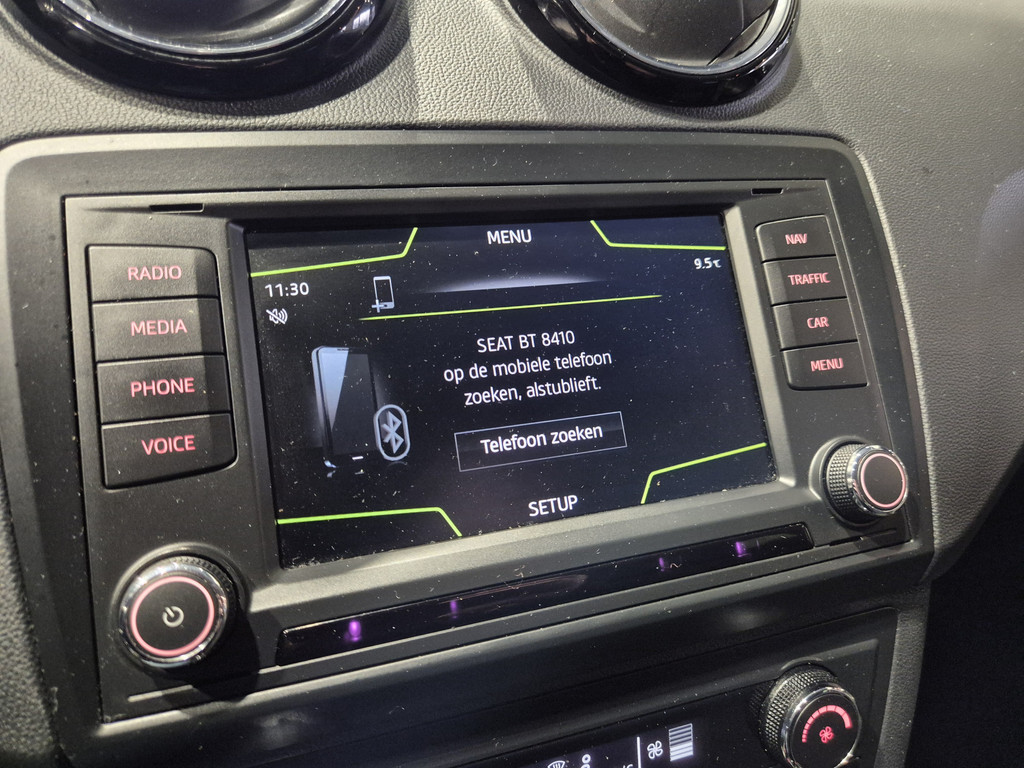 MENU
9.5°C
11:30
SEAT BT 8410
op de mobiele telefoon
zoeken, alstublieft.
Telefoon zoeken
SETUP
RADIO
MEDIA
PHONE
VOICE
NAV
TRAFFIC
CAR
MENU